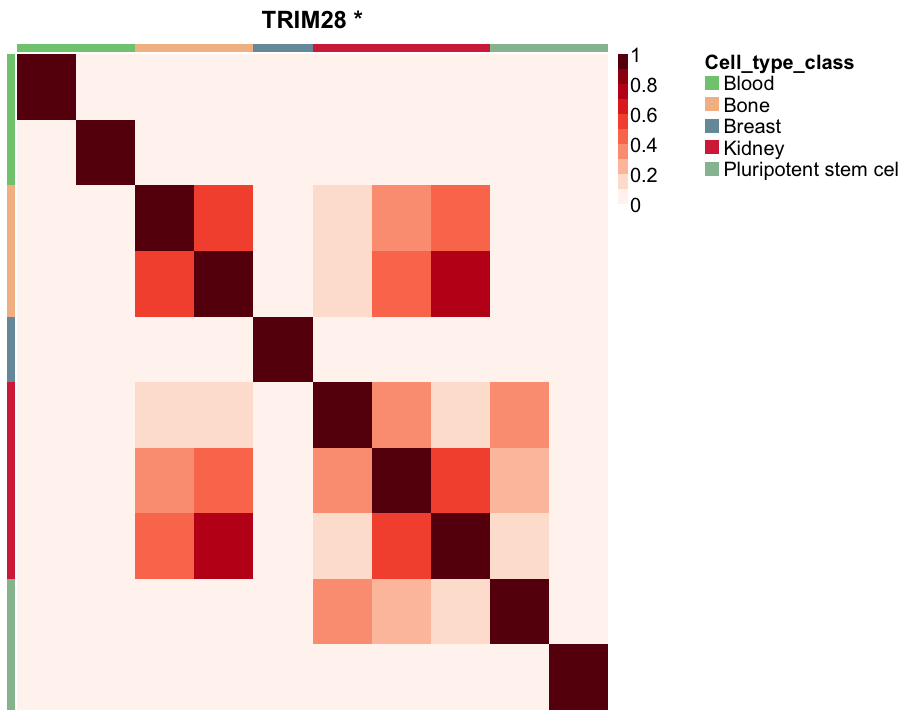 TRIM28 *
1
0.8
0.6
0.4
0.2
0
Cell_type_class
Blood
Bone
Breast
Kidney
Pluripotent stem cel